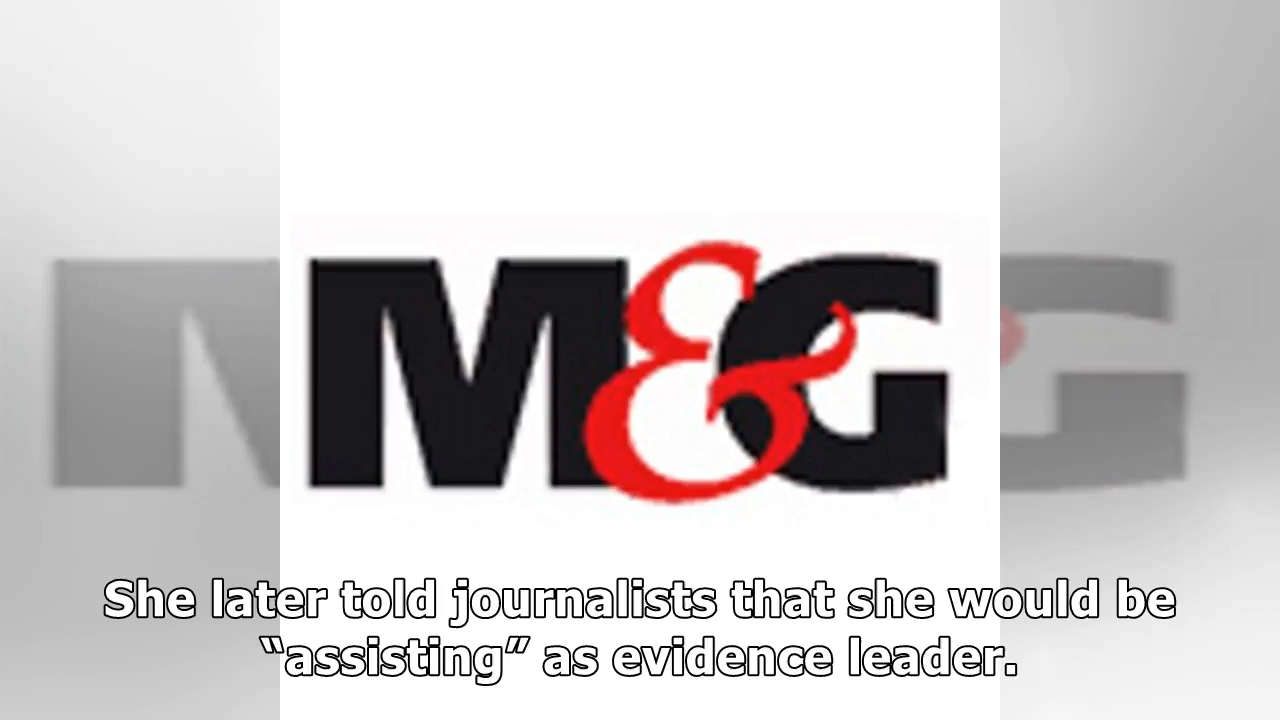 M&G
She later told journalists that she would be
“assisting” as evidence leader.